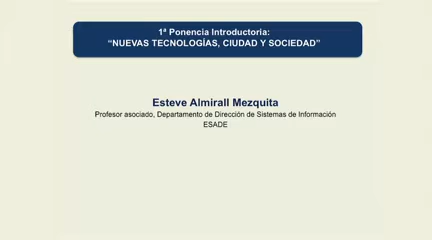 1ª Ponencia Introductoria:
“NUEVAS TECNOLOGÍAS, CIUDAD Y SOCIEDAD”
Esteve Almirall Mezquita
Profesor asociado, Departamento de Dirección de Sistemas de Información
ESADE